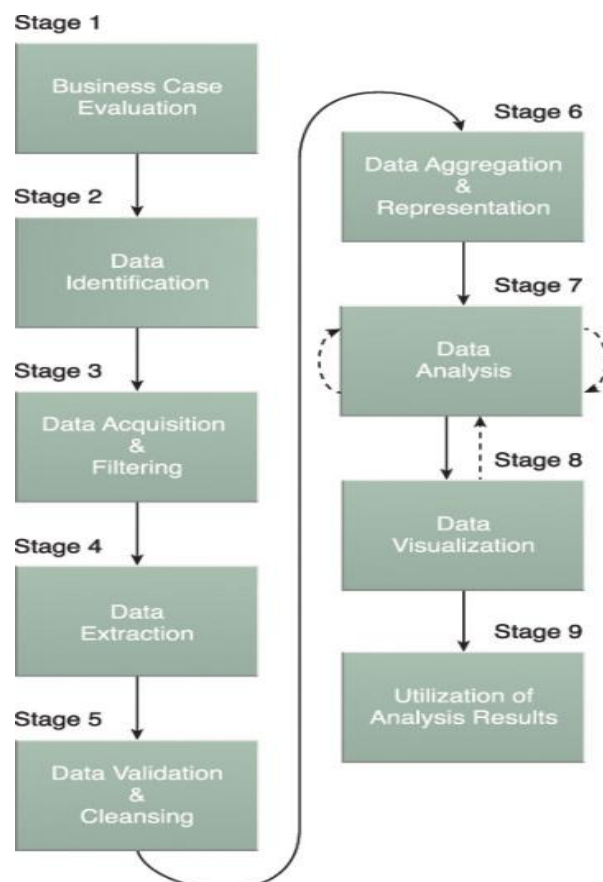 Stage 1
Business Case
Evaluation
Stage 2
Data
Identification
Stage 3
Data Acquisition
&
Filtering
Stage 4
Data
Extraction
Stage 5
Data Validation
&
Cleansing
Stage 6
Data Aggregation
&
Representation
Stage 7
Data
Analysis
Stage 8
Data
Visualization
Stage 9
Utilization of
Analysis Results